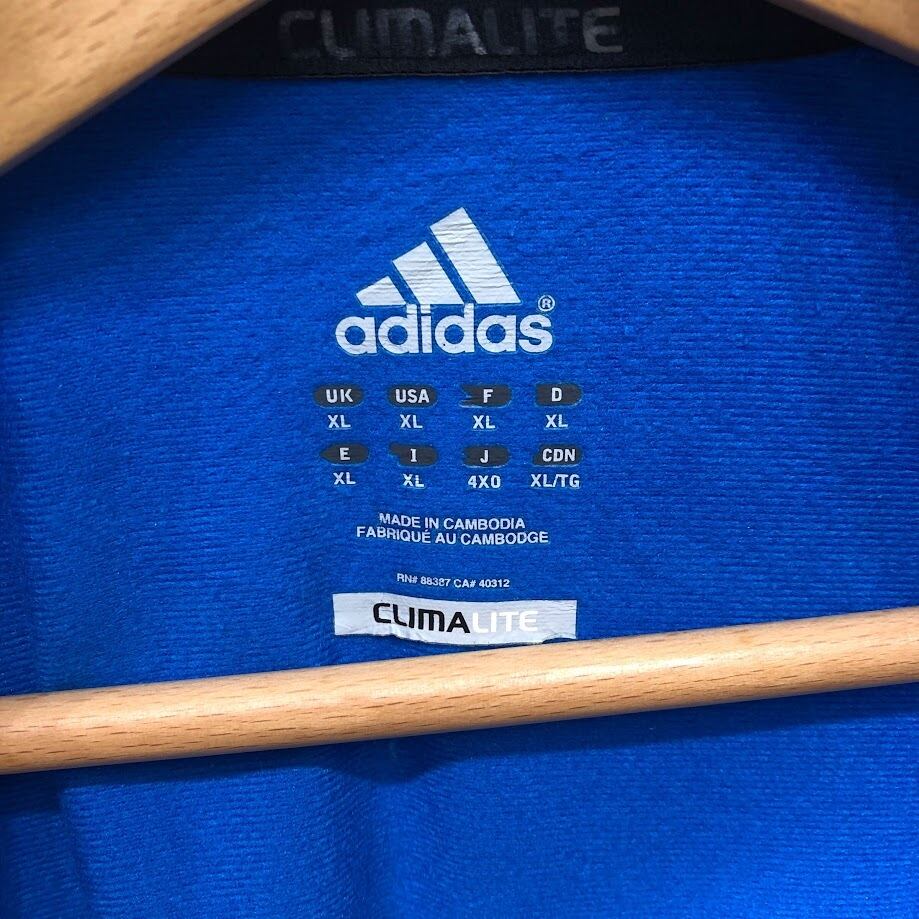 CLIMALITE
adidas®
UK USA F D
XL XL XL XL
E I J CDN
XL XL 4XO XL/TG
MADE IN CAMBODIA
FABRIQUÉ AU CAMBODGE
RN# 88387 CA# 40312
CLIMALITE